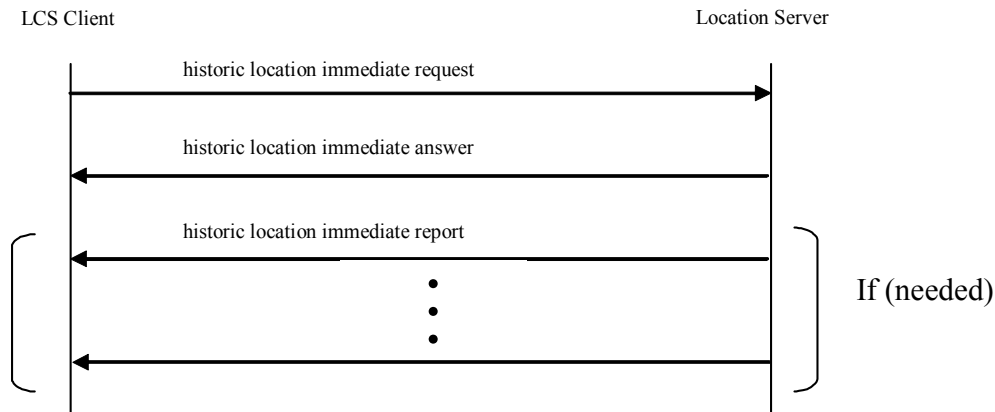 LCS Client
Location Server
historic location immediate request
historic location immediate answer
historic location immediate report
If (needed)